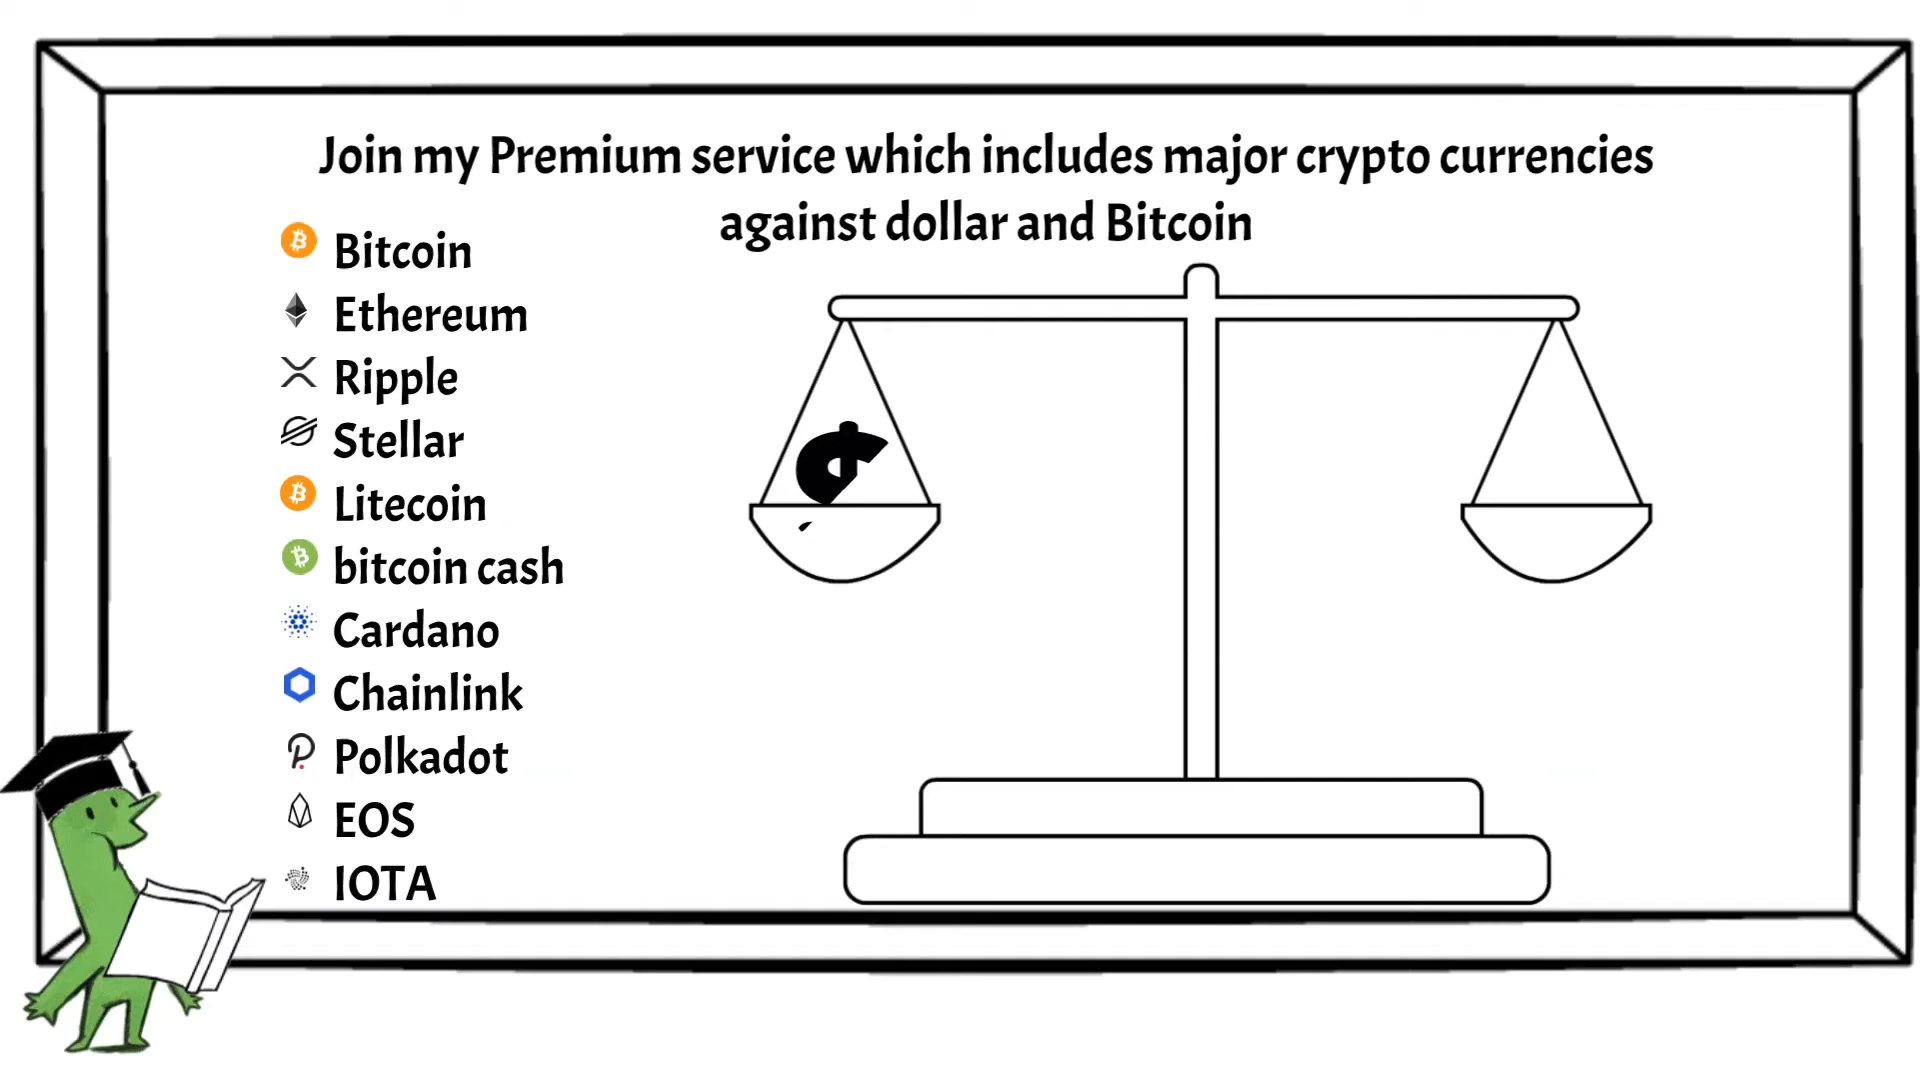 Join my Premium service which includes major crypto currencies
against dollar and Bitcoin
Bitcoin
Ethereum
Ripple
Stellar
Litecoin
bitcoin cash
Cardano
Chainlink
Polkadot
EOS
IOTA